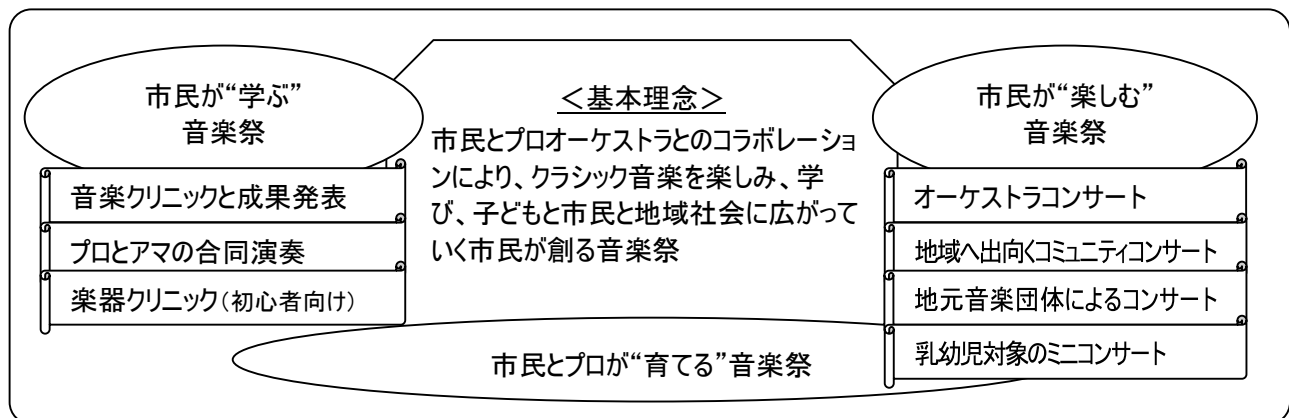 市民が“学ぶ”
音楽祭
音楽クリニックと成果発表
プロとアマの合同演奏
楽器クリニック（初心者向け）
＜基本理念＞
市民とプロオーケストラとのコラボレーショ
ンにより、クラシック音楽を楽しみ、学
び、子どもと市民と地域社会に広がって
いく市民が創る音楽祭
市民が“楽しむ”
音楽祭
オーケストラコンサート
地域へ出向くコミュニティコンサート
地元音楽団体によるコンサート
乳幼児対象のミニコンサート
市民とプロが“育てる”音楽祭